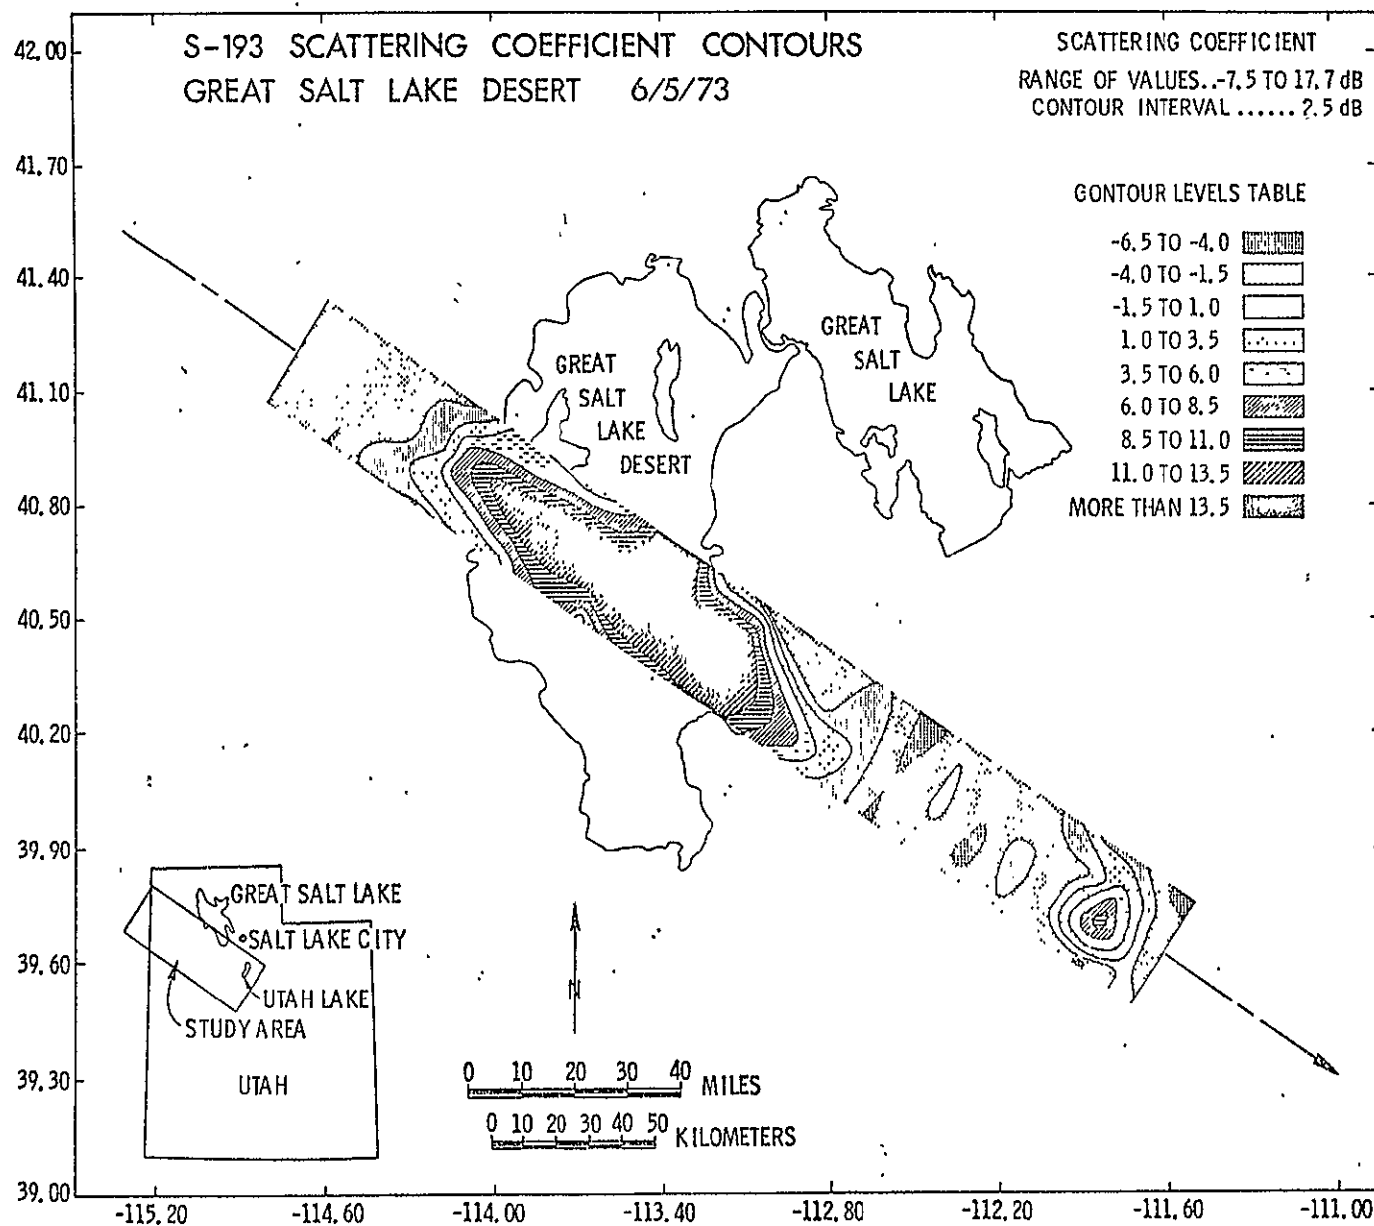 S-193 SCATTERING COEFFICIENT CONTOURS
GREAT SALT LAKE DESERT 6/5/73
SCATTERING COEFFICIENT
RANGE OF VALUES..-7.5 TO 17.7 dB
CONTOUR INTERVAL ...... 2.5 dB
GONTOUR LEVELS TABLE
-6.5 TO -4.0
-4.0 TO -1.5
-1.5 TO 1.0
1.0 TO 3.5
3.5 TO 6.0
6.0 TO 8.5
8.5 TO 11.0
11.0 TO 13.5
MORE THAN 13.5
42.00
41.70
41.40
41.10
40.80
40.50
40.20
39.90
39.60
39.30
39.00
GREAT
SALT
LAKE
DESERT
GREAT
SALT
LAKE
GREAT SALT LAKE
SALT LAKE CITY
UTAH LAKE
STUDY AREA
UTAH
N
0 10 20 30 40 MILES
0 10 20 30 40 50 KILOMETERS
-115.20 -114.60 -114.00 -113.40 -112.80 -112.20 -111.60 -111.00